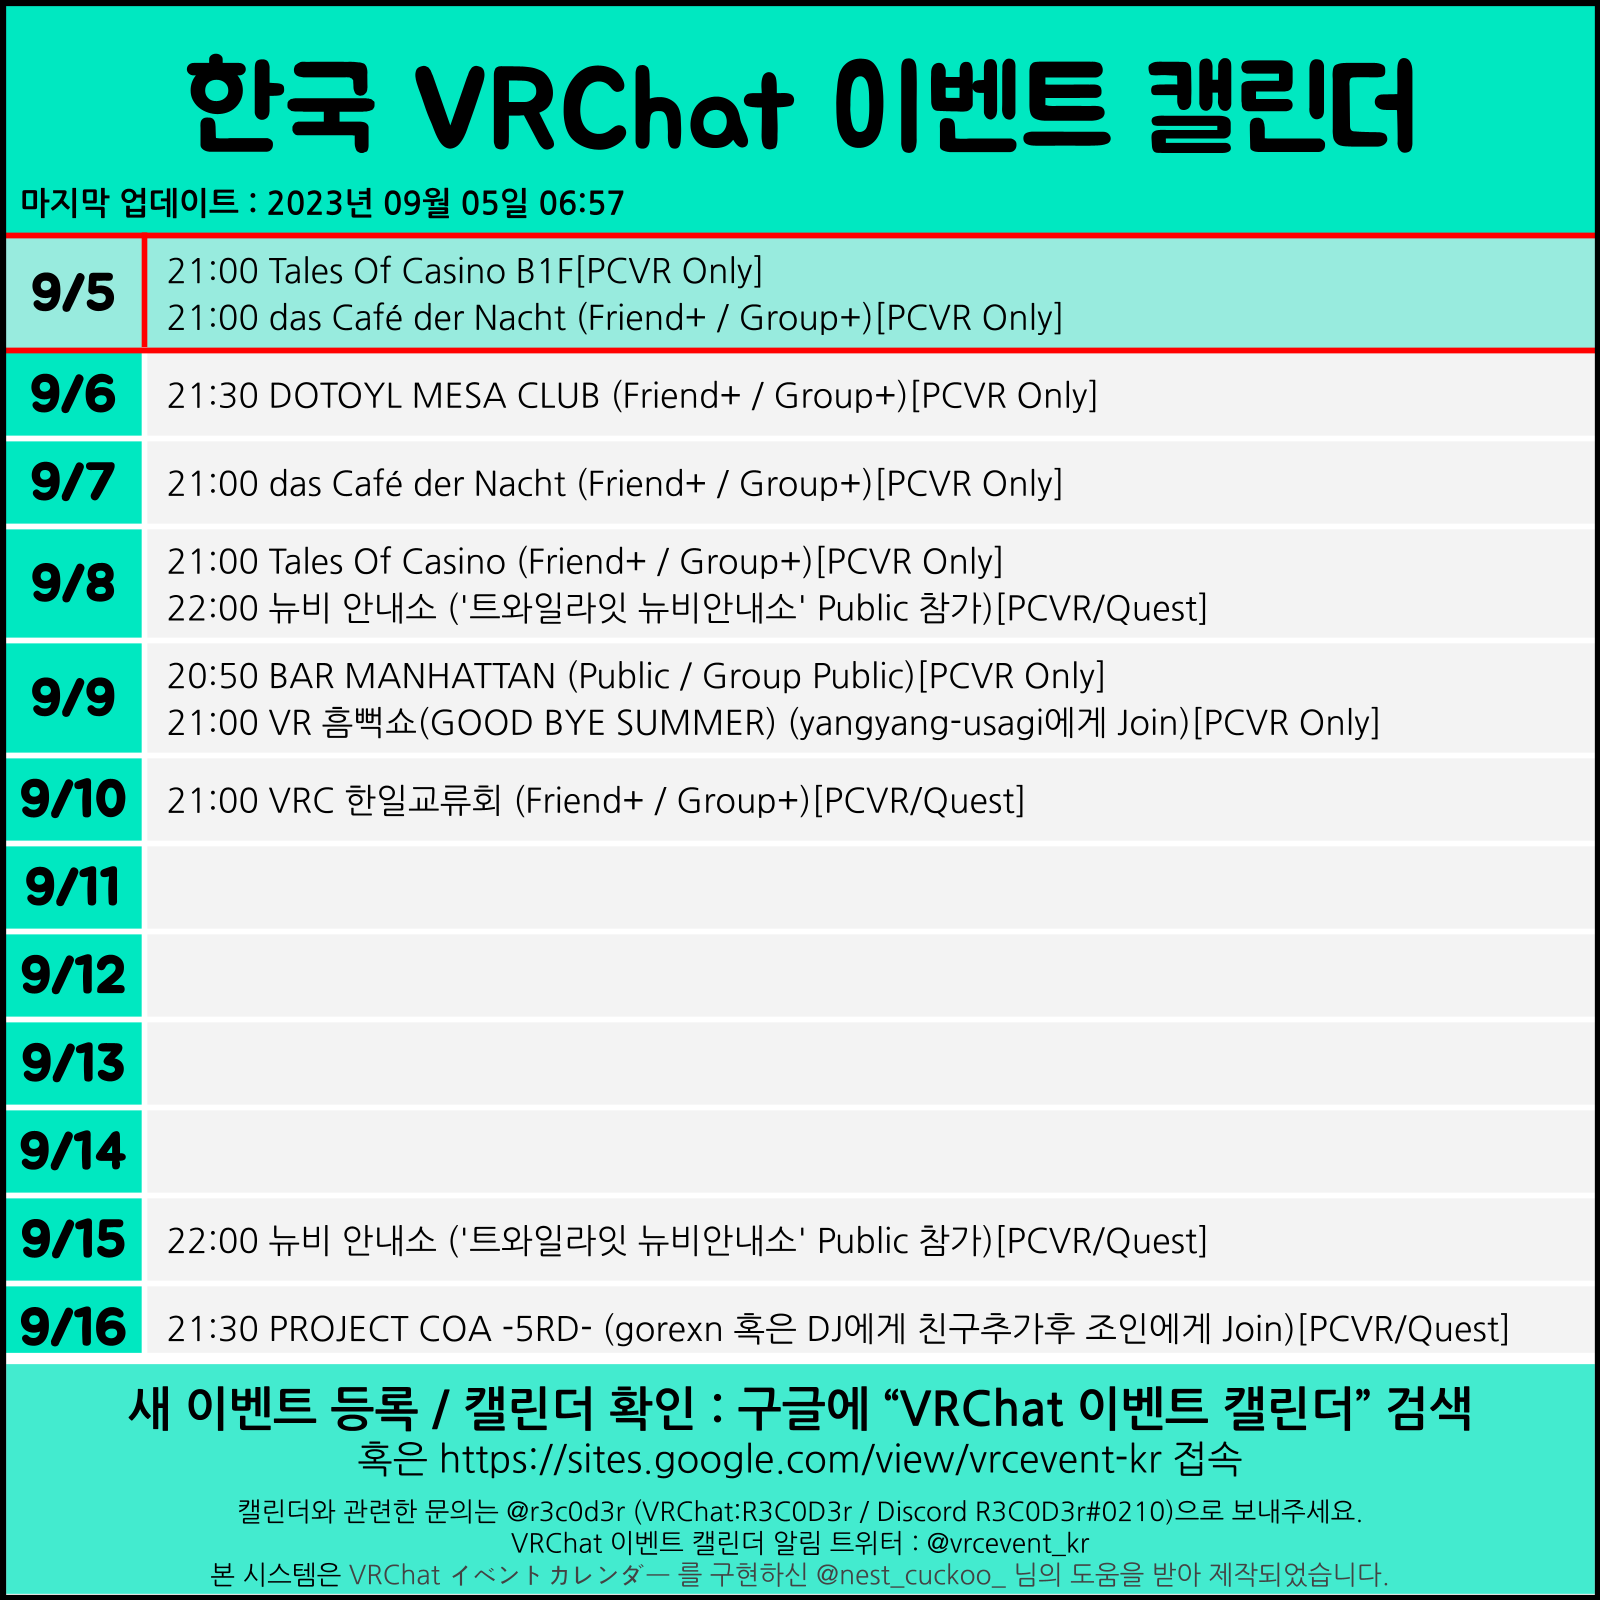 한국 VRChat 이벤트 캘린더
마지막 업데이트 : 2023년 09월 05일 06:57
9/5
21:00 Tales Of Casino B1F[PCVR Only]
21:00 das Café der Nacht (Friend+ / Group+)[PCVR Only]
9/6
21:30 DOTOYL MESA CLUB (Friend+ / Group+)[PCVR Only]
9/7
21:00 das Café der Nacht (Friend+ / Group+)[PCVR Only]
9/8
21:00 Tales Of Casino (Friend+ / Group+)[PCVR Only]
22:00 뉴비 안내소 ('트와일라잇 뉴비안내소' Public 참가)[PCVR/Quest]
9/9
20:50 BAR MANHATTAN (Public / Group Public)[PCVR Only]
21:00 VR 흠뻑쇼(GOOD BYE SUMMER) (yangyang-usagi에게 Join)[PCVR Only]
9/10
21:00 VRC 한일교류회 (Friend+ / Group+)[PCVR/Quest]
9/11
9/12
9/13
9/14
9/15
22:00 뉴비 안내소 ('트와일라잇 뉴비안내소' Public 참가)[PCVR/Quest]
9/16
21:30 PROJECT COA -5RD- (gorexn 혹은 DJ에게 친구추가후 조인에게 Join)[PCVR/Quest]
새 이벤트 등록 / 캘린더 확인 : 구글에 “VRChat 이벤트 캘린더” 검색
혹은 https://sites.google.com/view/vrcevent-kr 접속
캘린더와 관련한 문의는 @r3c0d3r (VRChat:R3C0D3r / Discord R3C0D3r#0210)으로 보내주세요.
VRChat 이벤트 캘린더 알림 트위터 : @vrcevent_kr
본 시스템은 VRChat イベントカレンダー 를 구현하신 @nest_cuckoo_ 님의 도움을 받아 제작되었습니다.